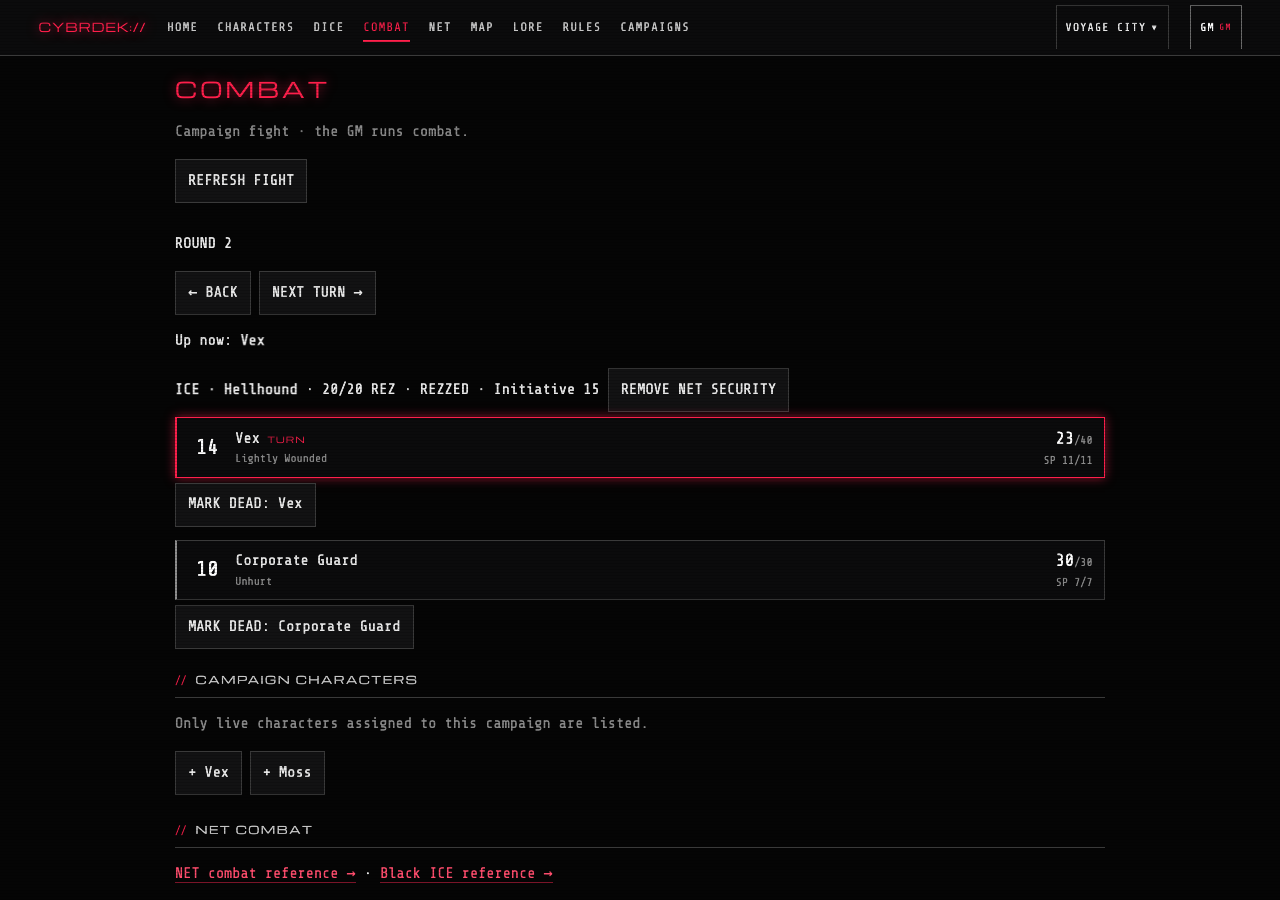 CYBRDEK:// HOME CHARACTERS DICE COMBAT NET MAP LORE RULES CAMPAIGNS VOYAGE CITY ▾ GM GM
COMBAT
Campaign fight · the GM runs combat.
REFRESH FIGHT
ROUND 2
← BACK NEXT TURN →
Up now: Vex
ICE · Hellhound · 20/20 REZ · REZZED · Initiative 15 REMOVE NET SECURITY
14 Vex TURN 23/40
Lightly Wounded SP 11/11
MARK DEAD: Vex
10 Corporate Guard 30/30
Unhurt SP 7/7
MARK DEAD: Corporate Guard
// CAMPAIGN CHARACTERS
Only live characters assigned to this campaign are listed.
+ Vex + Moss
// NET COMBAT
NET combat reference → · Black ICE reference →